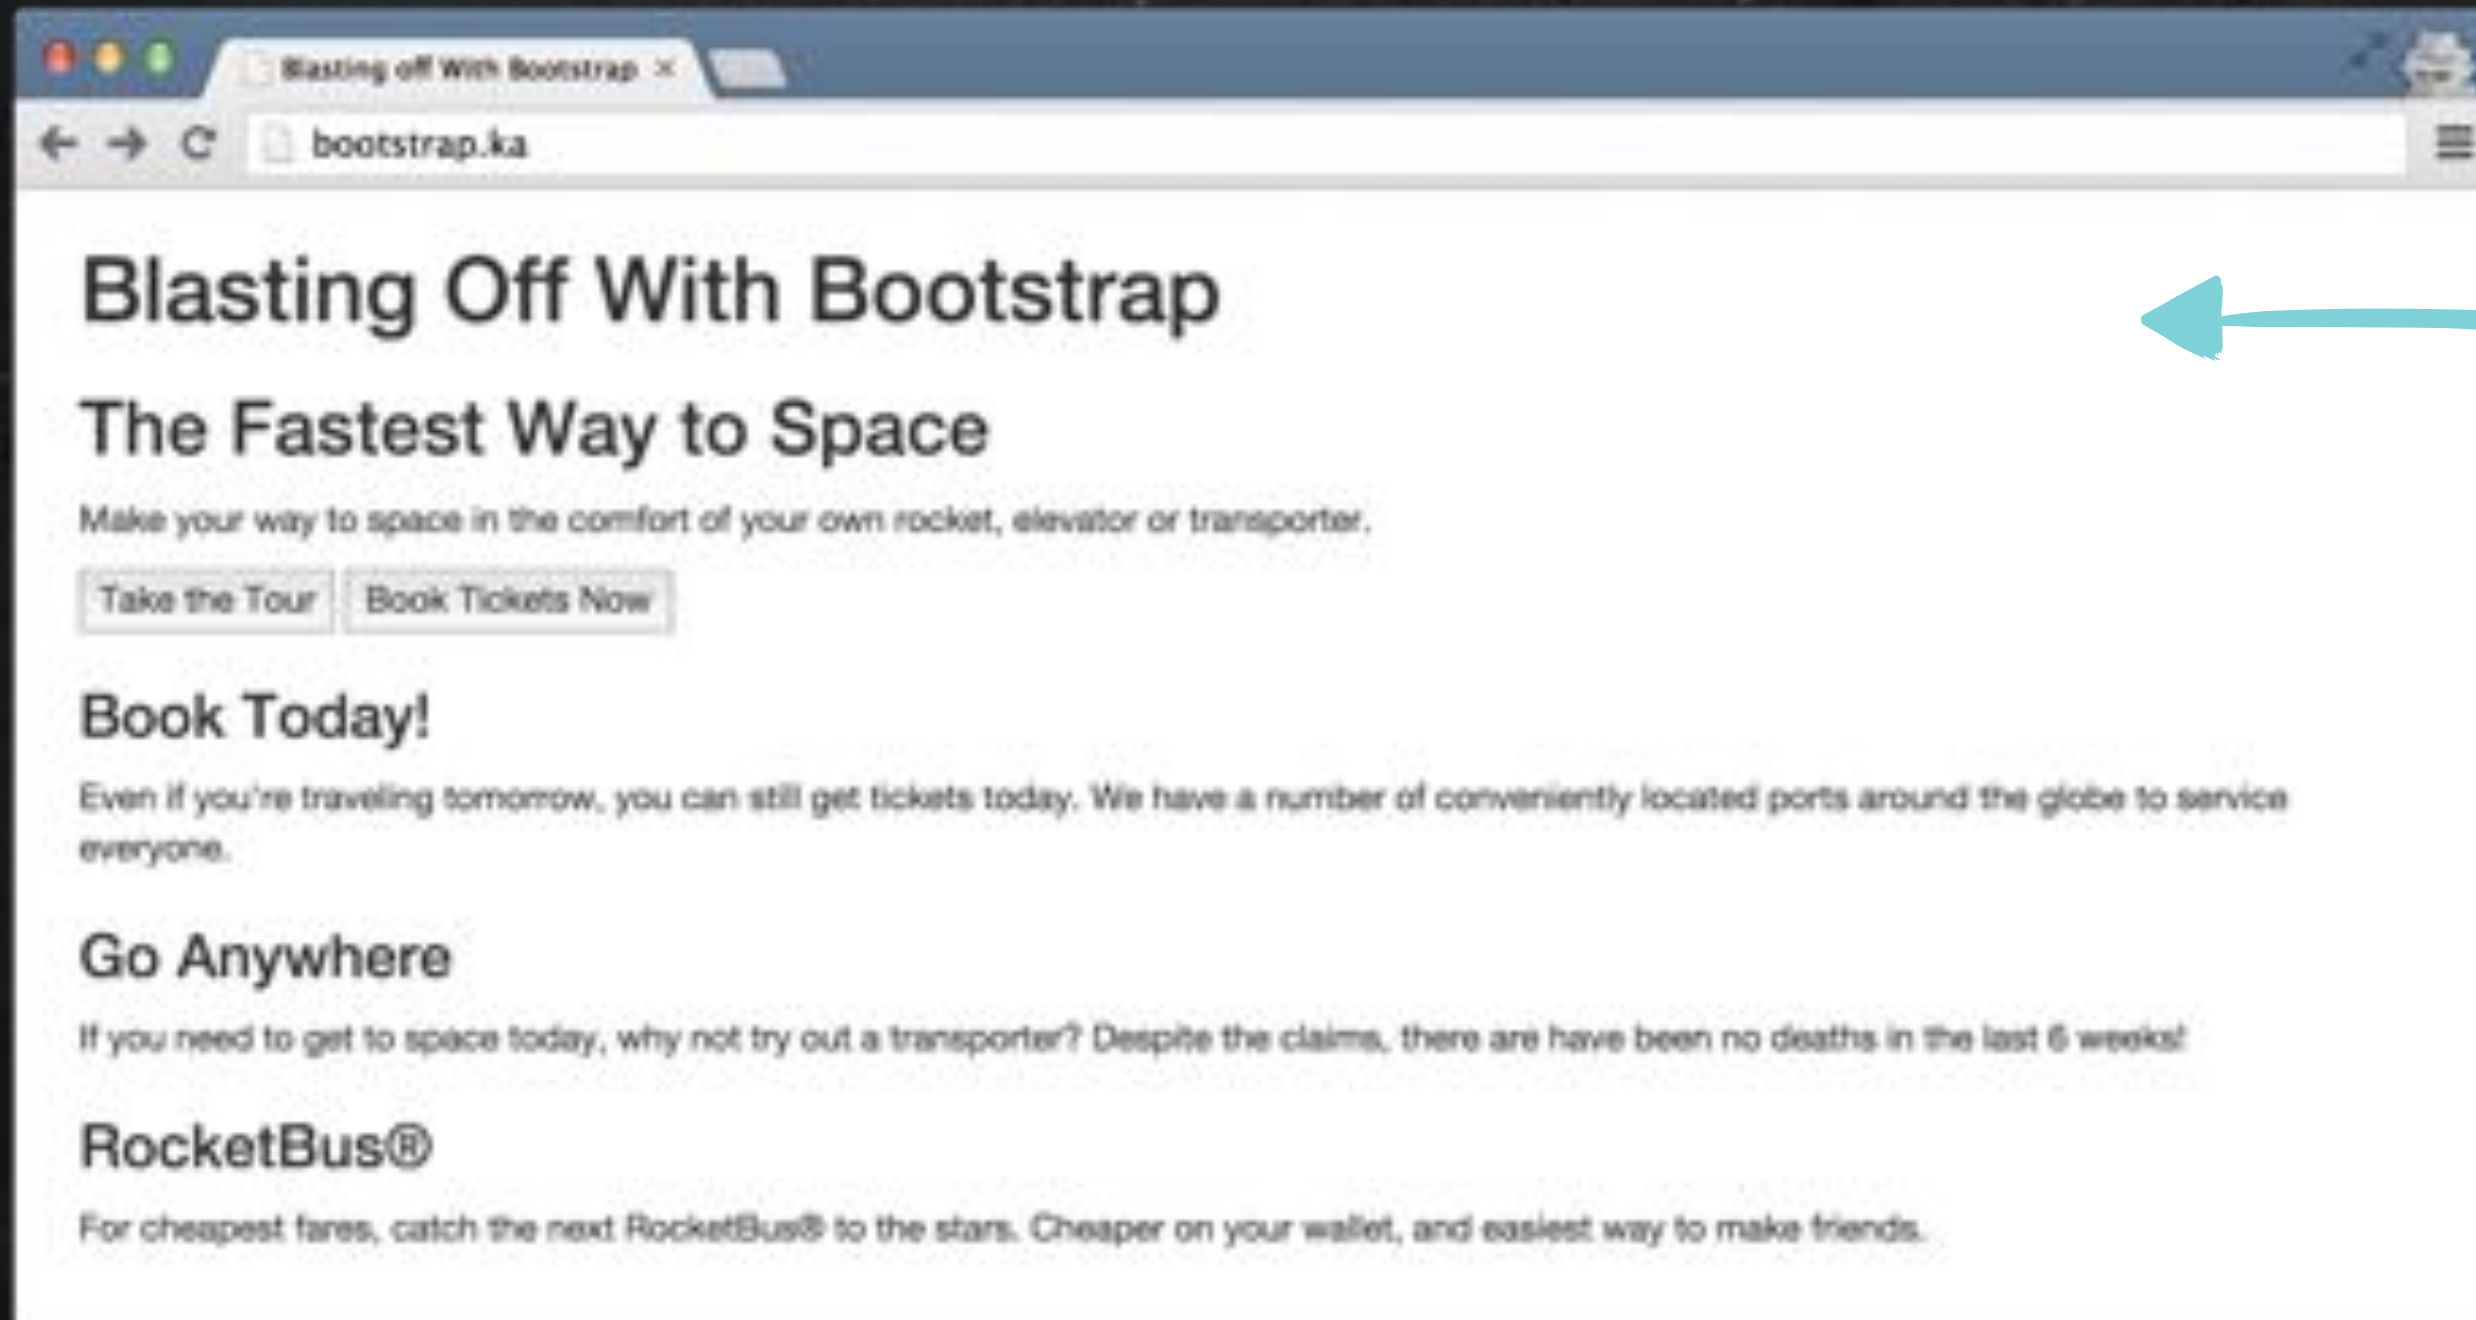 Blasting off With Bootstrap ×
bootstrap.ka
Blasting Off With Bootstrap
The Fastest Way to Space
Make your way to space in the comfort of your own rocket, elevator or transporter.
Take the Tour Book Tickets Now
Book Today!
Even if you're traveling tomorrow, you can still get tickets today. We have a number of conveniently located ports around the globe to service
everyone.
Go Anywhere
If you need to get to space today, why not try out a transporter? Despite the claims, there are have been no deaths in the last 6 weeks!
RocketBus®
For cheapest fares, catch the next RocketBus® to the stars. Cheaper on your wallet, and easiest way to make friends.